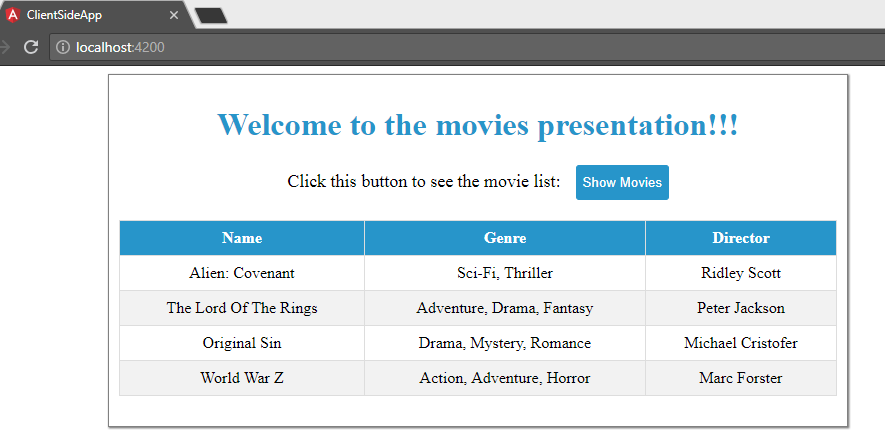 ClientSideApp
localhost:4200
Welcome to the movies presentation!!!
Click this button to see the movie list: Show Movies
Name Genre Director
Alien: Covenant Sci-Fi, Thriller Ridley Scott
The Lord Of The Rings Adventure, Drama, Fantasy Peter Jackson
Original Sin Drama, Mystery, Romance Michael Cristofer
World War Z Action, Adventure, Horror Marc Forster